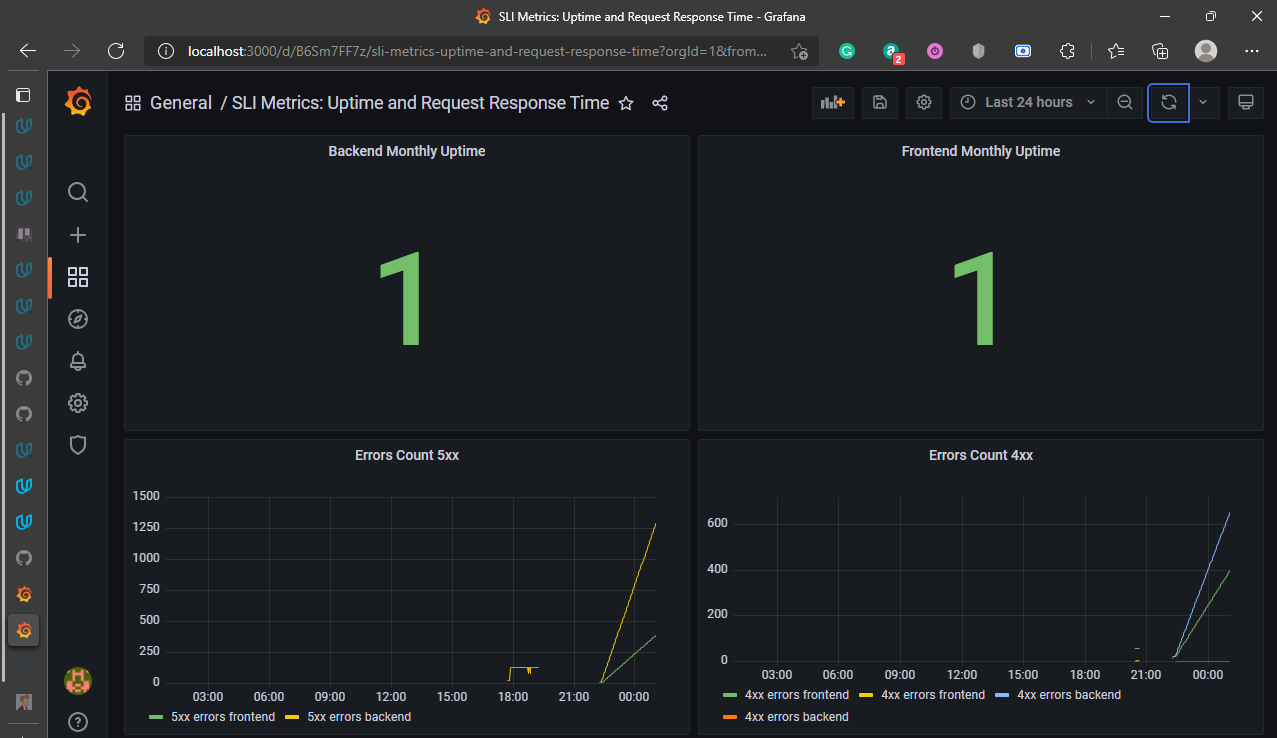 SLI Metrics: Uptime and Request Response Time - Grafana
localhost:3000/d/B6Sm7FF7z/sli-metrics-uptime-and-request-response-time?orgId=1&from...
2
General / SLI Metrics: Uptime and Request Response Time
Last 24 hours
Backend Monthly Uptime
1
Frontend Monthly Uptime
1
Errors Count 5xx
1500
1250
1000
750
500
250
0
03:00 06:00 09:00 12:00 15:00 18:00 21:00 00:00
5xx errors frontend 5xx errors backend
Errors Count 4xx
600
400
200
0
03:00 06:00 09:00 12:00 15:00 18:00 21:00 00:00
4xx errors frontend 4xx errors frontend 4xx errors backend
4xx errors backend